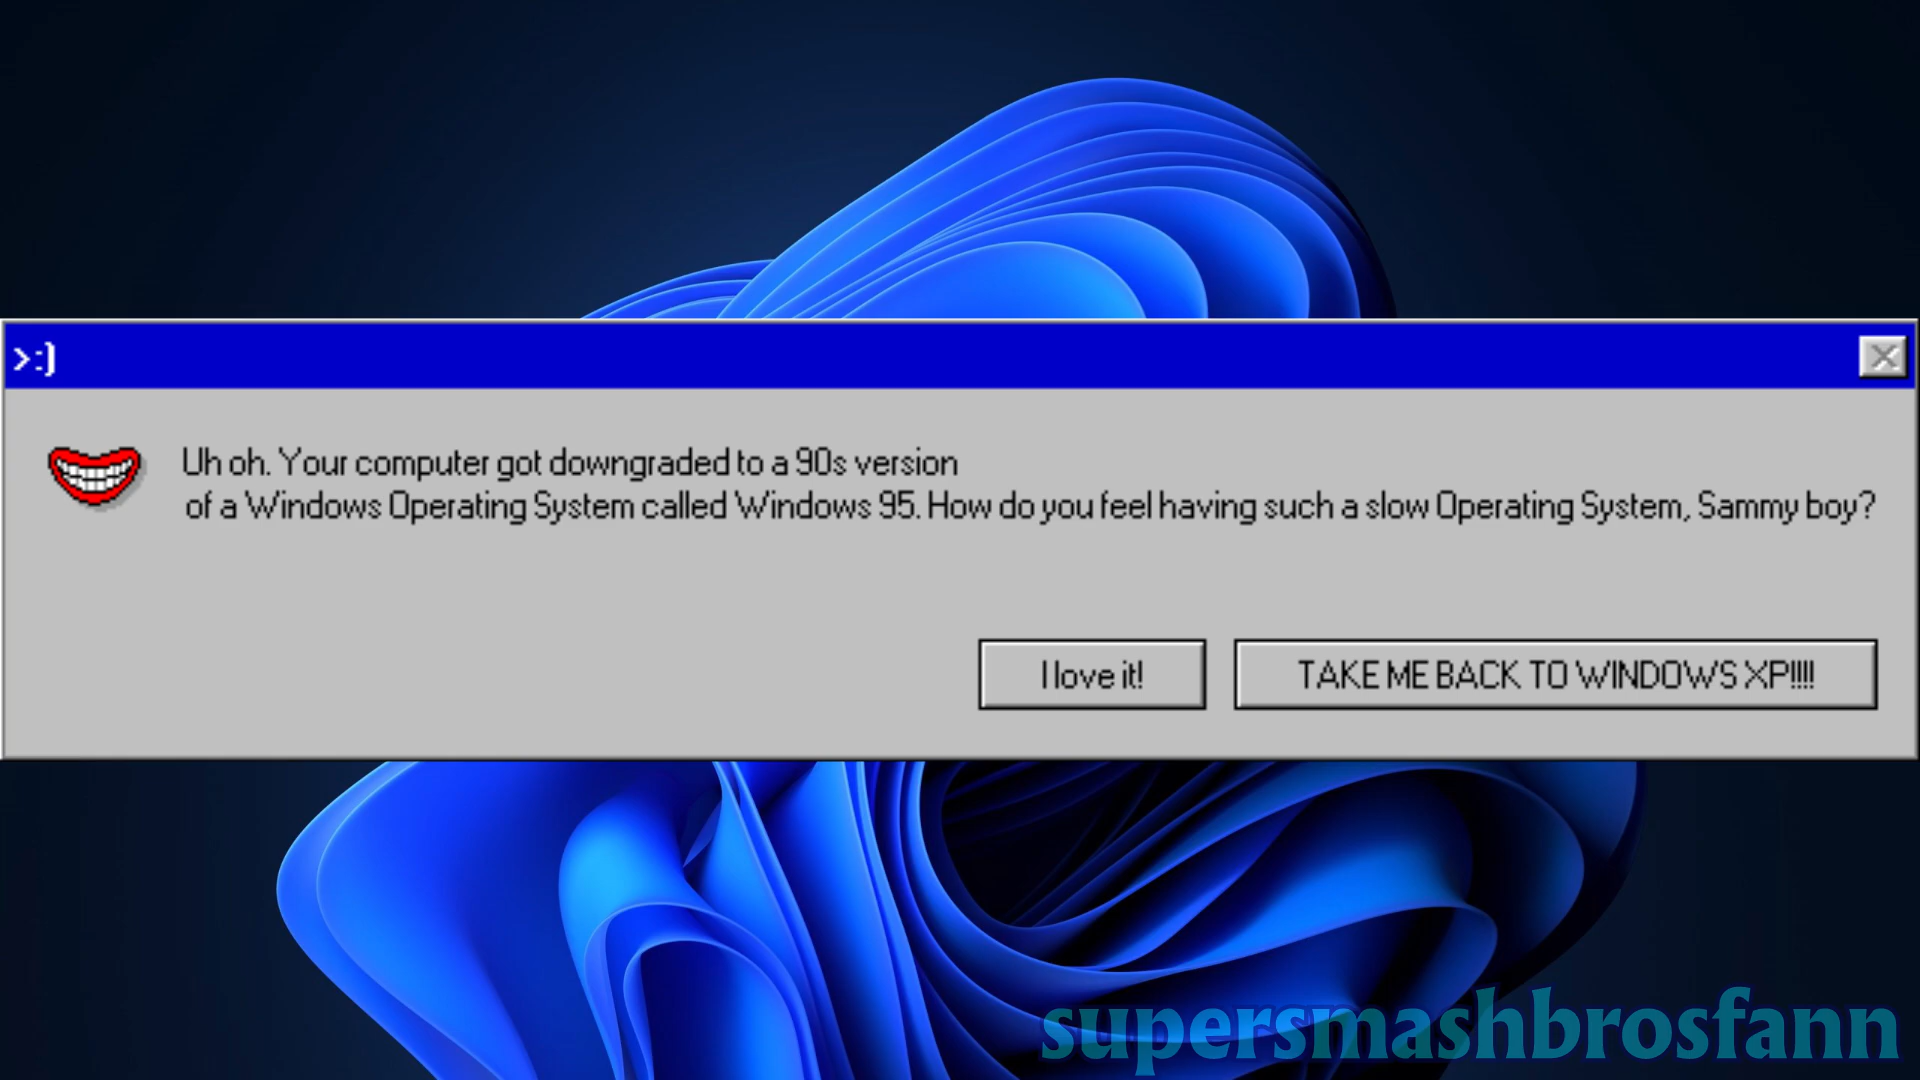 >:)
Uh oh. Your computer got downgraded to a 90s version
of a Windows Operating System called Windows 95. How do you feel having such a slow Operating System, Sammy boy?
I love it!
TAKE ME BACK TO WINDOWS XP!!!!
supersmashbrosfann